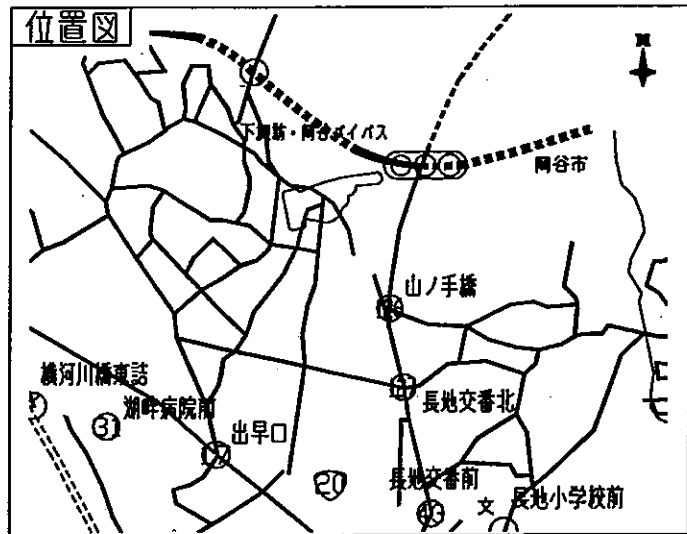 位置図
N
下諏訪・岡谷バイパス
岡谷市
山ノ手橋
横河川橋東詰
湖畔病院前
31
出早口
長地交番北
20
長地交番前
文
長地小学校前